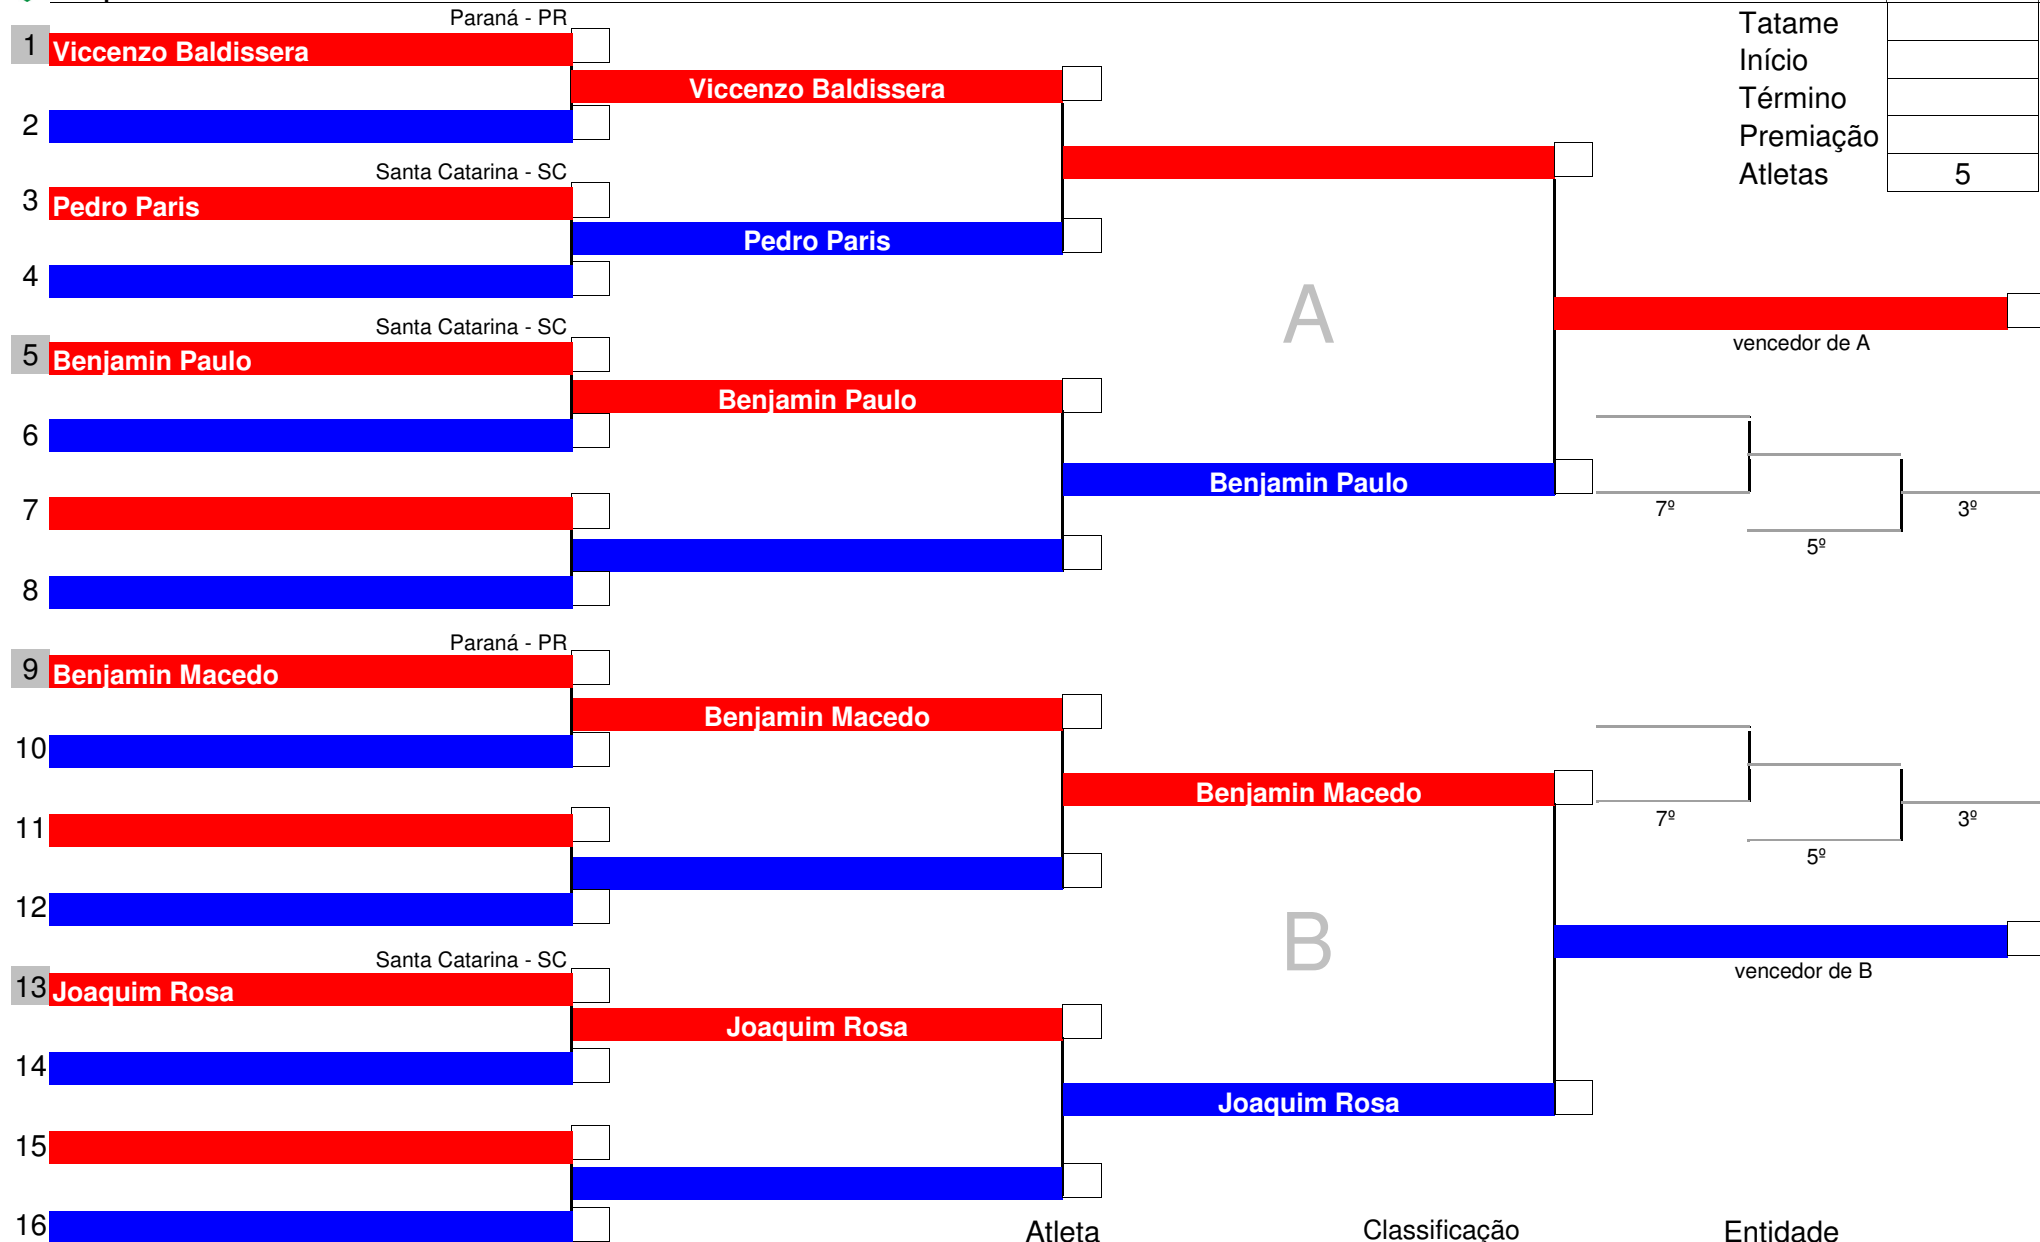 Paraná - PR
1 Viccenzo Baldissera
Viccenzo Baldissera
2
Santa Catarina - SC
3 Pedro Paris
Pedro Paris
4
Santa Catarina - SC
5 Benjamin Paulo
Benjamin Paulo
6
Benjamin Paulo
7
8
A
Tatame
Início
Término
Premiação
Atletas 5
vencedor de A
7º
5º
3º
Paraná - PR
9 Benjamin Macedo
Benjamin Macedo
10
Benjamin Macedo
11
12
B
Santa Catarina - SC
13 Joaquim Rosa
Joaquim Rosa
14
Joaquim Rosa
15
16
7º
5º
3º
vencedor de B
Atleta Classificação Entidade